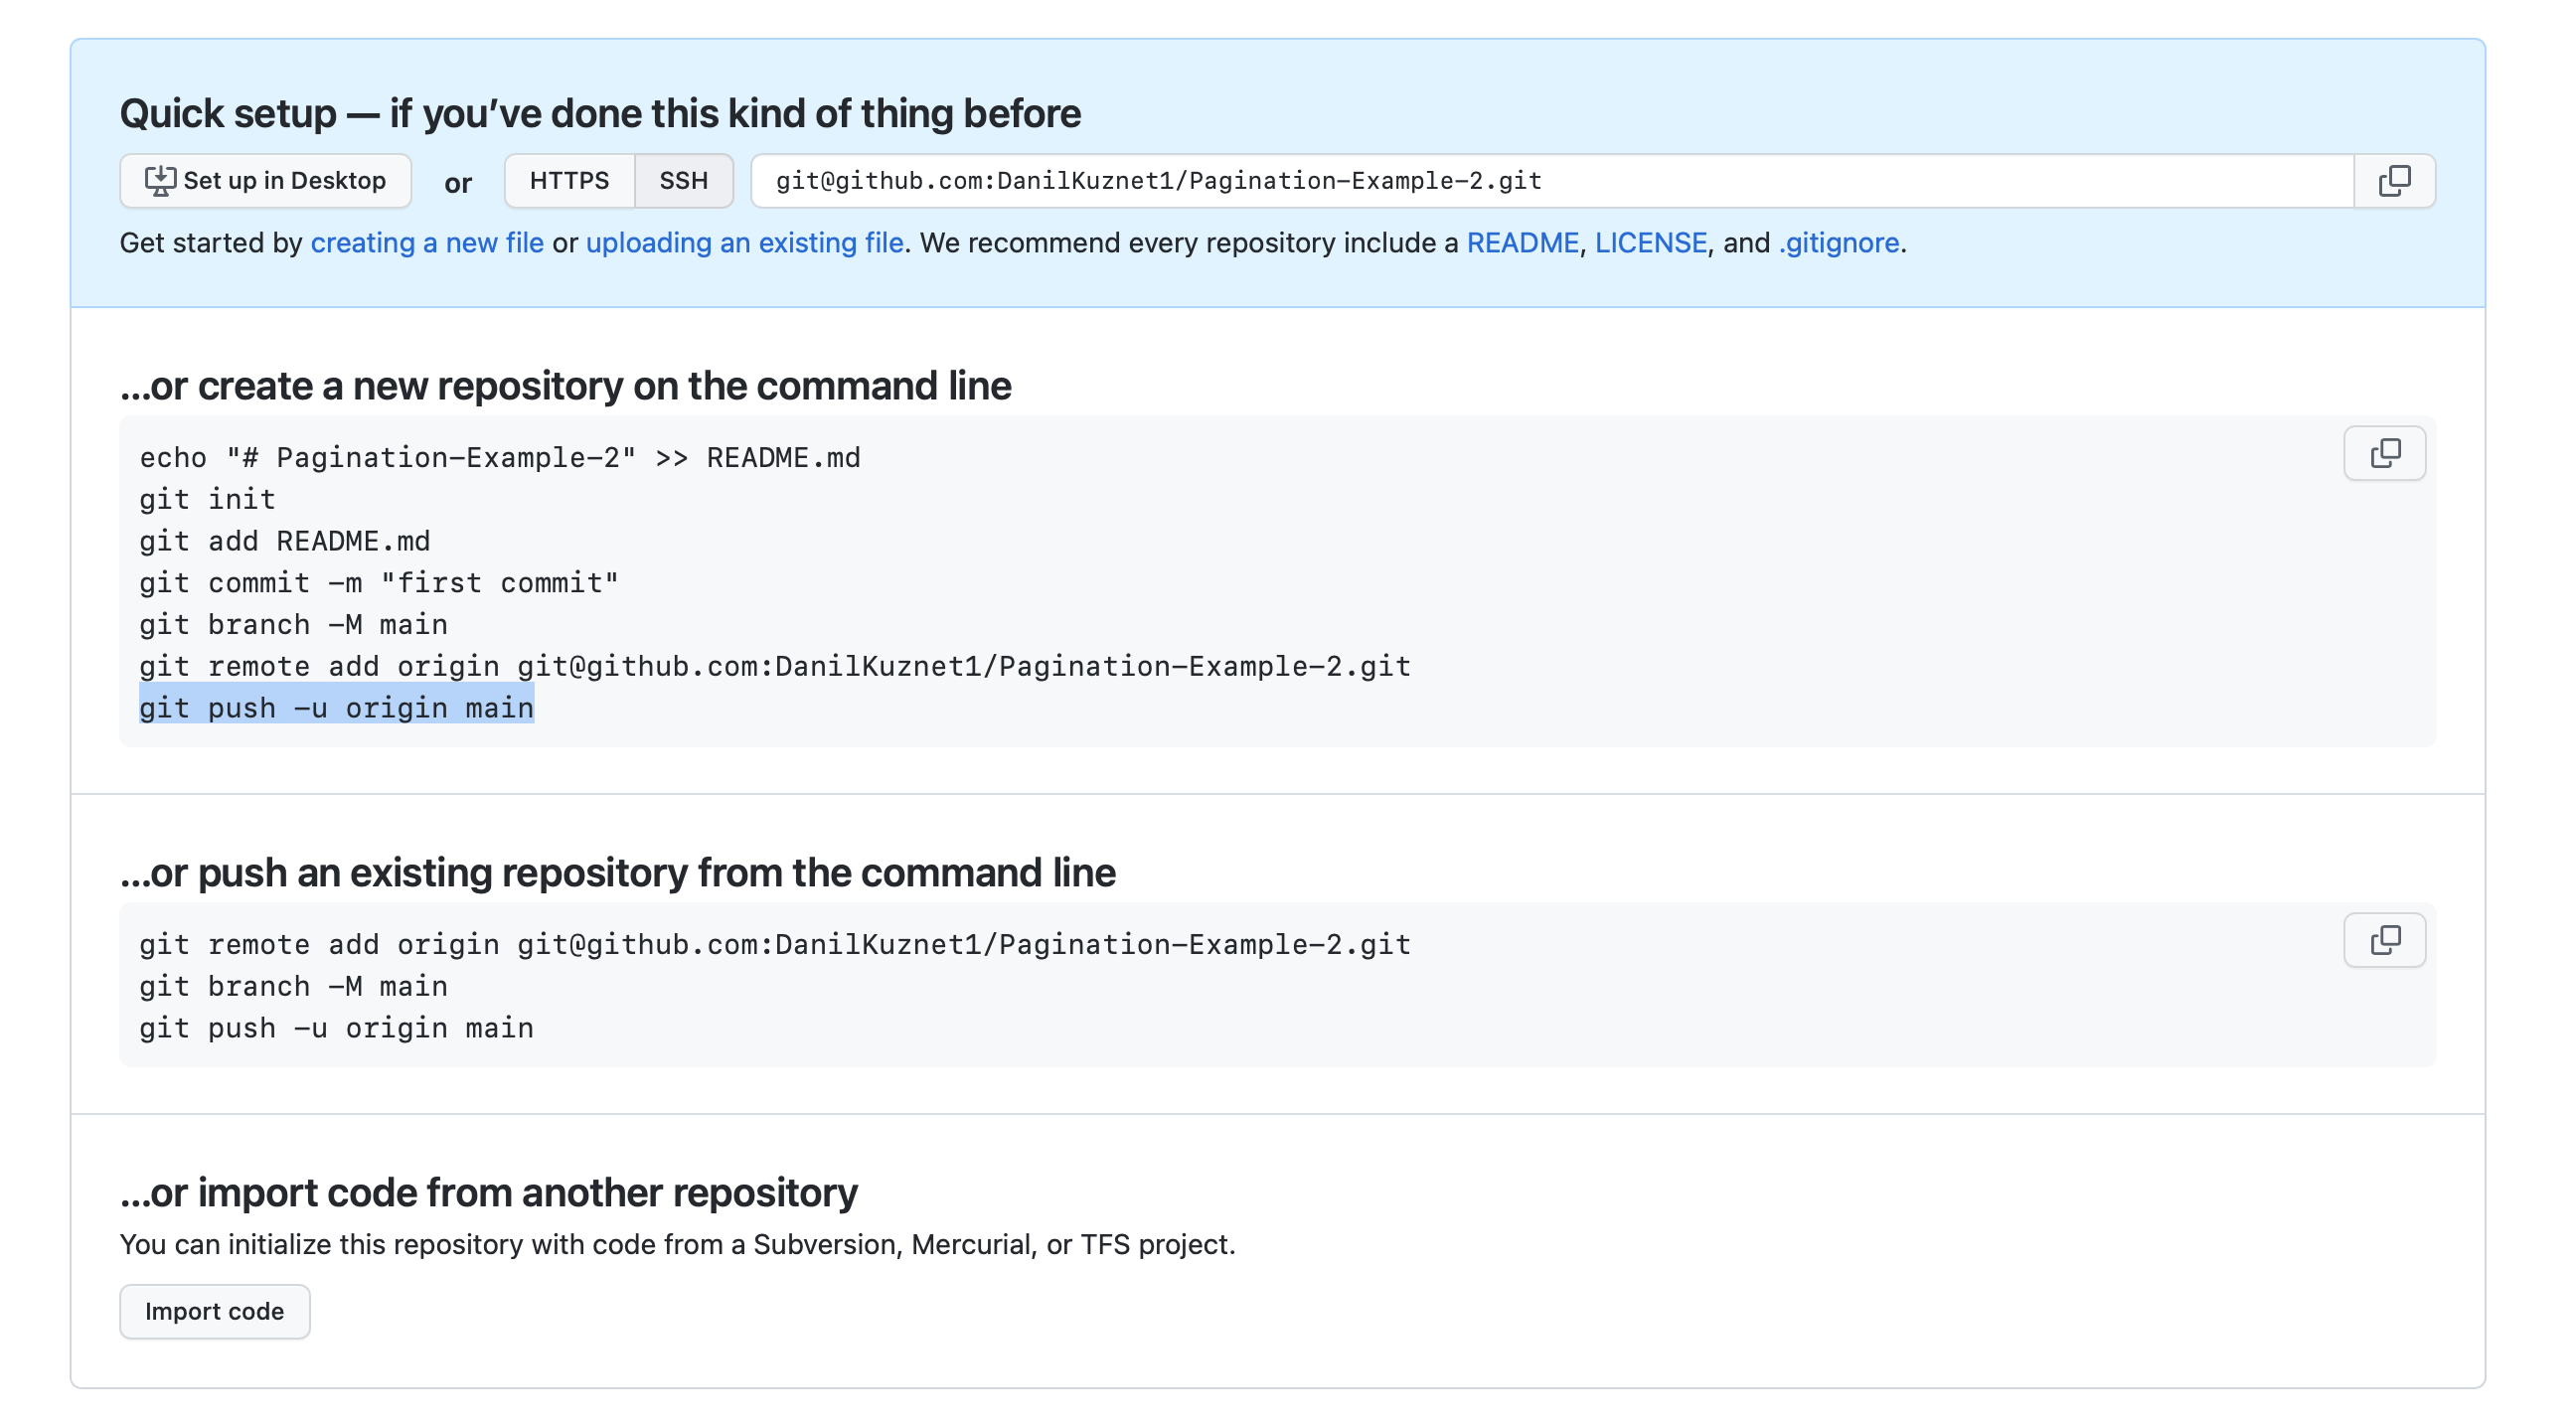 Quick setup — if you’ve done this kind of thing before
Set up in Desktop or HTTPS SSH git@github.com:DanilKuznet1/Pagination-Example-2.git
Get started by creating a new file or uploading an existing file. We recommend every repository include a README, LICENSE, and .gitignore.
…or create a new repository on the command line
echo "# Pagination-Example-2" >> README.md
git init
git add README.md
git commit -m "first commit"
git branch -M main
git remote add origin git@github.com:DanilKuznet1/Pagination-Example-2.git
git push -u origin main
…or push an existing repository from the command line
git remote add origin git@github.com:DanilKuznet1/Pagination-Example-2.git
git branch -M main
git push -u origin main
…or import code from another repository
You can initialize this repository with code from a Subversion, Mercurial, or TFS project.
Import code